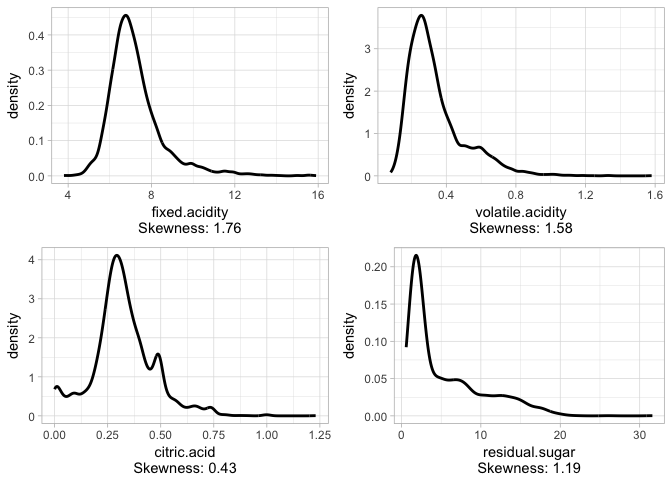 density
0.4
0.3
0.2
0.1
0.0
4 8 12 16
fixed.acidity
Skewness: 1.76
density
3
2
1
0
0.4 0.8 1.2 1.6
volatile.acidity
Skewness: 1.58
density
4
3
2
1
0
0.00 0.25 0.50 0.75 1.00 1.25
citric.acid
Skewness: 0.43
density
0.20
0.15
0.10
0.05
0.00
0 10 20 30
residual.sugar
Skewness: 1.19